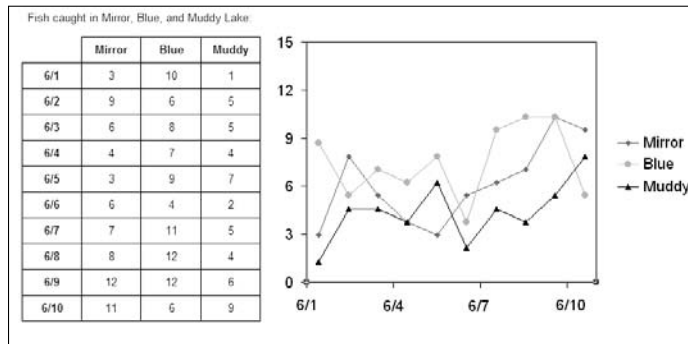 Fish caught in Mirror, Blue, and Muddy Lake:
Mirror Blue Muddy
6/1 3 10 1
6/2 9 6 5
6/3 6 8 5
6/4 4 7 4
6/5 3 9 7
6/6 6 4 2
6/7 7 11 5
6/8 8 12 4
6/9 12 12 6
6/10 11 6 9
15
12
9
6
3
0
6/1 6/4 6/7 6/10
Mirror
Blue
Muddy